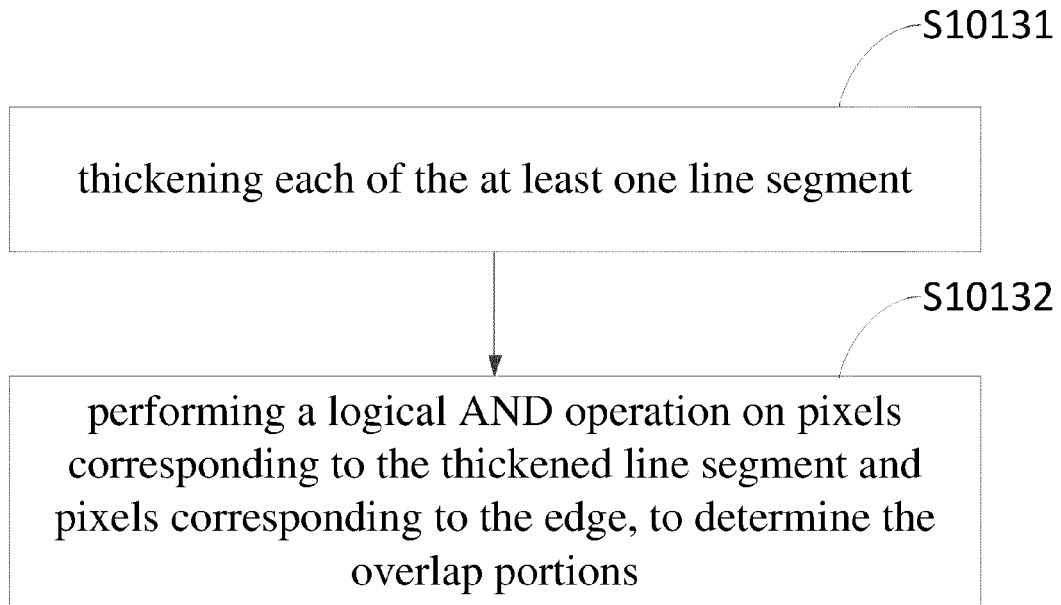 S10131
thickening each of the at least one line segment
S10132
performing a logical AND operation on pixels
corresponding to the thickened line segment and
pixels corresponding to the edge, to determine the
overlap portions